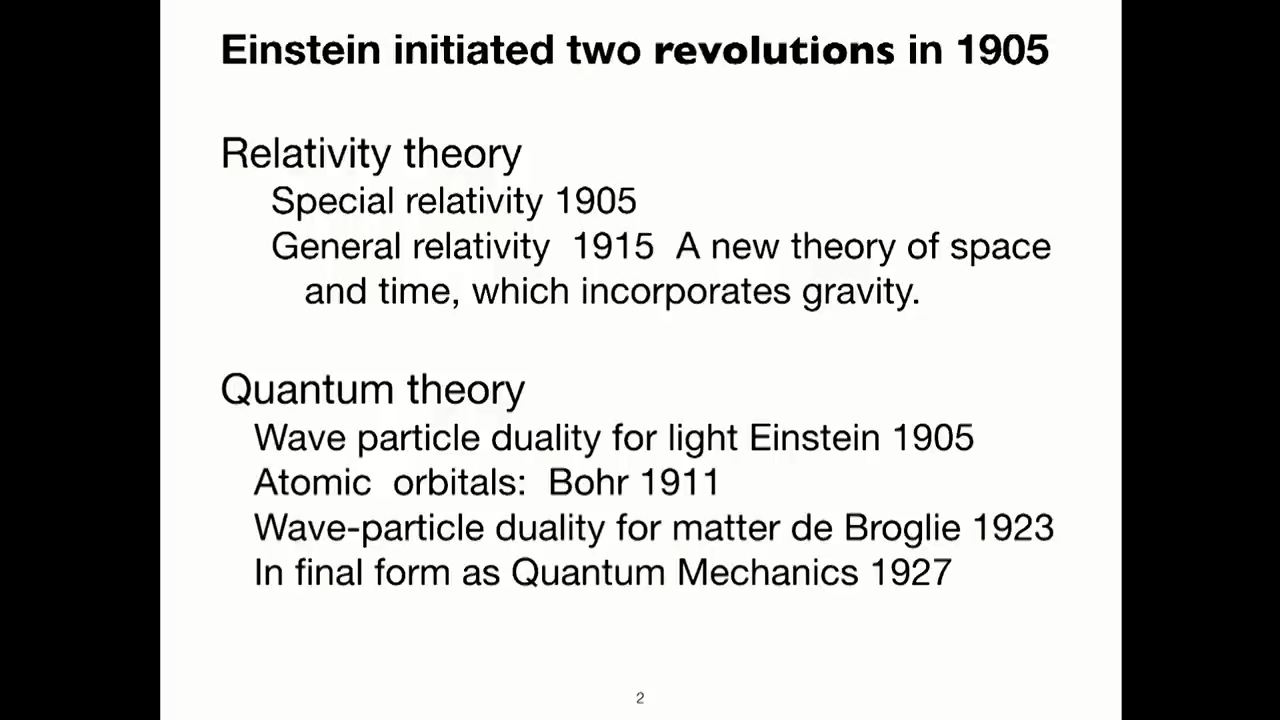 Einstein initiated two revolutions in 1905
Relativity theory
Special relativity 1905
General relativity 1915 A new theory of space
and time, which incorporates gravity.
Quantum theory
Wave particle duality for light Einstein 1905
Atomic orbitals: Bohr 1911
Wave-particle duality for matter de Broglie 1923
In final form as Quantum Mechanics 1927
2